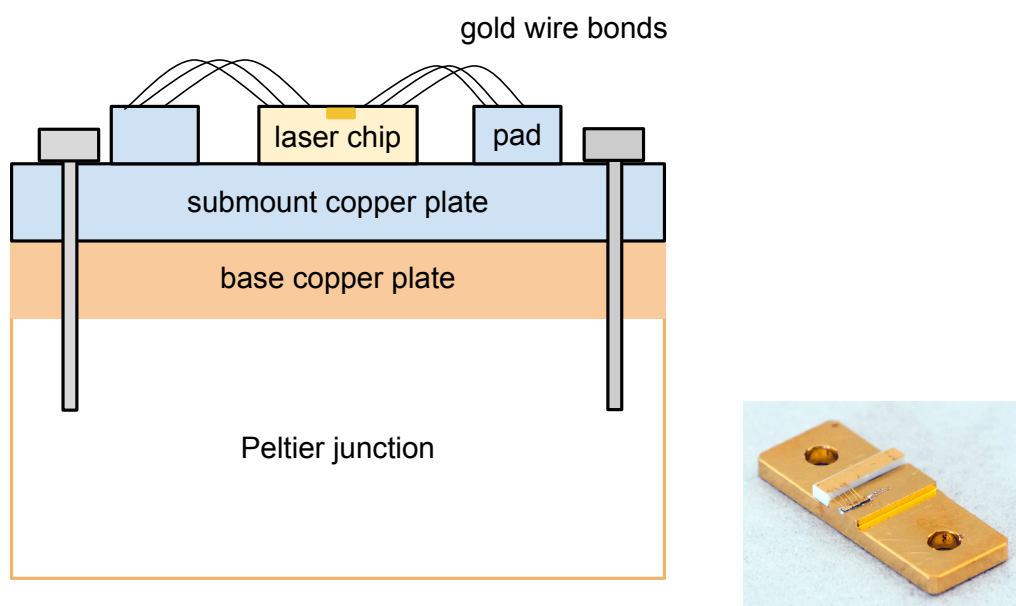 gold wire bonds
laser chip
pad
submount copper plate
base copper plate
Peltier junction